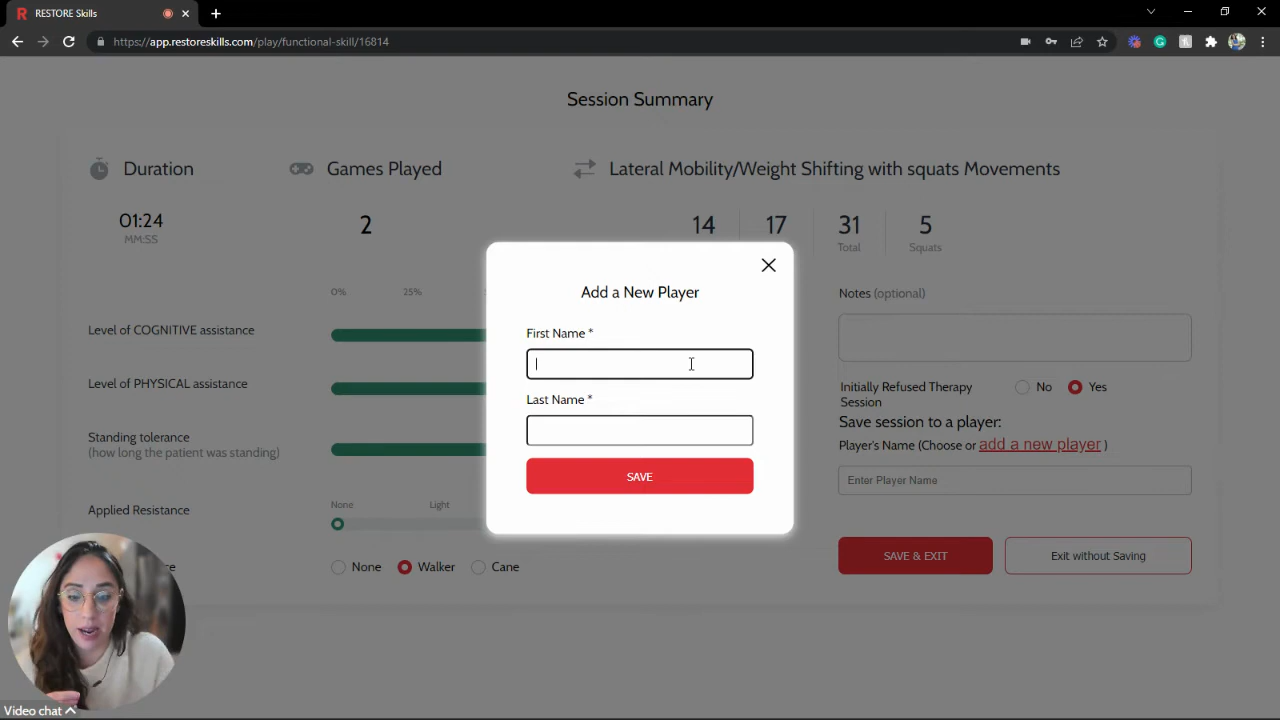 RESTORE Skills
https://app.restoreskills.com/play/functional-skill/16814
Session Summary
Duration
Games Played
Lateral Mobility/Weight Shifting with squats Movements
01:24
MM:SS
2
14
17
31
Total
5
Squats
0%
25%
Level of COGNITIVE assistance
Level of PHYSICAL assistance
Standing tolerance
(how long the patient was standing)
Applied Resistance
None
Light
None
Walker
Cane
Add a New Player
First Name *
Last Name *
SAVE
Notes (optional)
Initially Refused Therapy
Session
No
Yes
Save session to a player:
Player's Name (Choose or add a new player )
Enter Player Name
SAVE & EXIT
Exit without Saving
Video chat